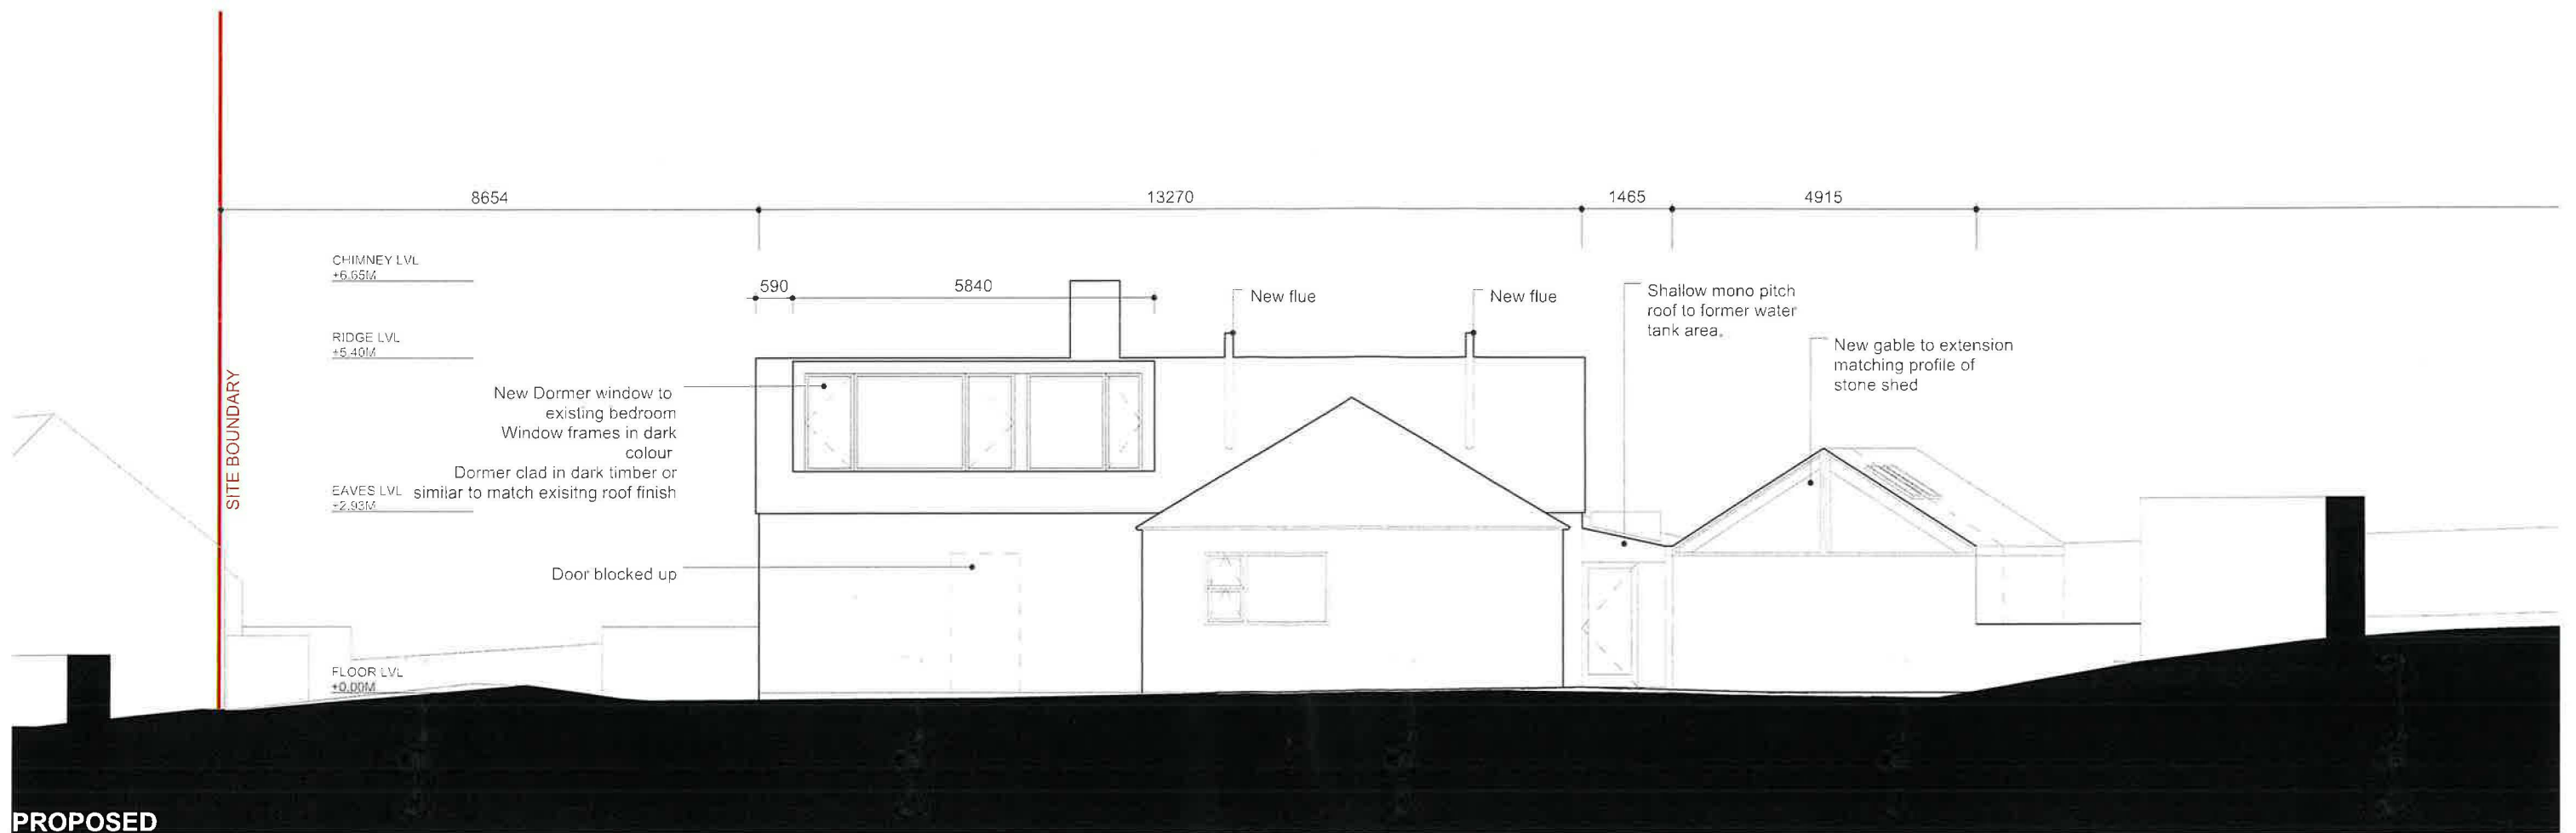 8654
13270
1465
4915
CHIMNEY LVL
+6.65M
590
5840
New flue
New flue
Shallow mono pitch
roof to former water
tank area.
RIDGE LVL
+5.40M
New gable to extension
matching profile of
stone shed
SITE BOUNDARY
New Dormer window to
existing bedroom
Window frames in dark
colour
Dormer clad in dark timber or
similar to match exisitng roof finish
EAVES LVL
+2.93M
Door blocked up
FLOOR LVL
+0.00M
PROPOSED